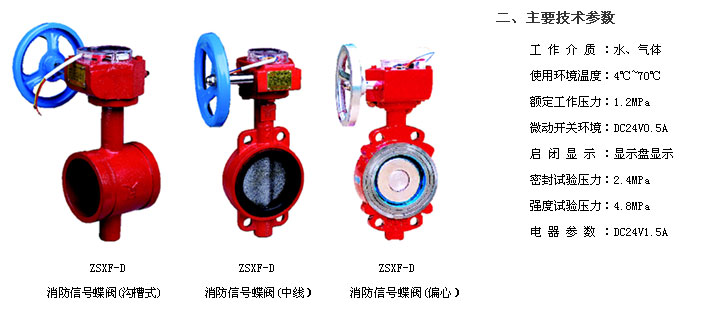 二、主要技术参数
工 作 介 质 ：水、气体
使用环境温度：4℃~70℃
额定工作压力：1.2MPa
微动开关环境：DC24V0.5A
启 闭 显 示 ：显示盘显示
密封试验压力：2.4MPa
强度试验压力：4.8MPa
电 器 参 数 ：DC24V1.5A
ZSXF-D ZSXF-D ZSXF-D
消防信号蝶阀(沟槽式) 消防信号蝶阀(中线) 消防信号蝶阀(偏心)